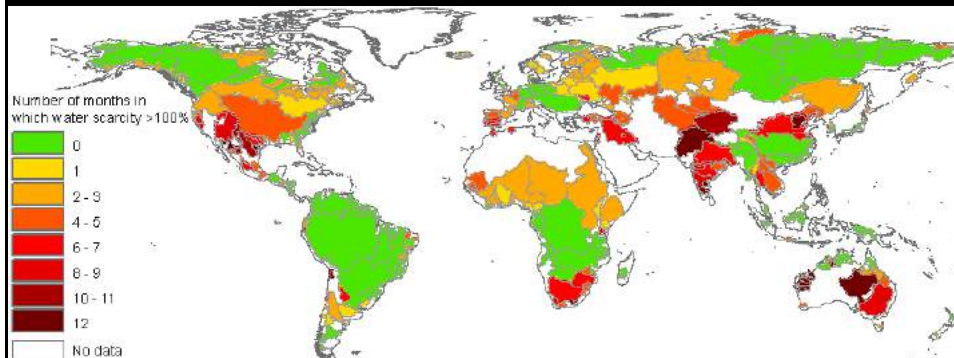 Number of months in
which water scarcity >100%
0
1
2 - 3
4 - 5
6 - 7
8 - 9
10 - 11
12
No data